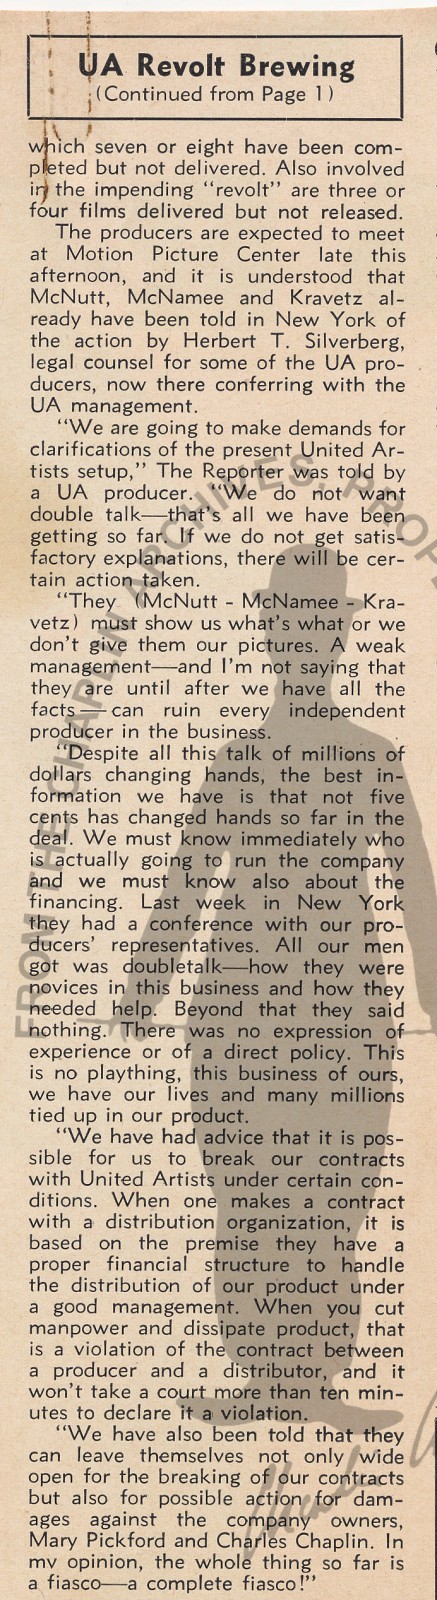 UA Revolt Brewing
(Continued from Page 1)
which seven or eight have been com-
pleted but not delivered. Also involved
in the impending "revolt" are three or
four films delivered but not released.
The producers are expected to meet
at Motion Picture Center late this
afternoon, and it is understood that
McNutt, McNamee and Kravetz al-
ready have been told in New York of
the action by Herbert T. Silverberg,
legal counsel for some of the UA pro-
ducers, now there conferring with the
UA management.
"We are going to make demands for
clarifications of the present United Ar-
tists setup," The Reporter was told by
a UA producer. "We do not want
double talk—that's all we have been
getting so far. If we do not get satis-
factory explanations, there will be cer-
tain action taken.
"They (McNutt - McNamee - Kra-
vetz) must show us what's what or we
don't give them our pictures. A weak
management—and I'm not saying that
they are until after we have all the
facts—can ruin every independent
producer in the business.
"Despite all this talk of millions of
dollars changing hands, the best in-
formation we have is that not five
cents has changed hands so far in the
deal. We must know immediately who
is actually going to run the company
and we must know also about the
financing. Last week in New York
they had a conference with our pro-
ducers' representatives. All our men
got was doubletalk—how they were
novices in this business and how they
needed help. Beyond that they said
nothing. There was no expression of
experience or of a direct policy. This
is no plaything, this business of ours,
we have our lives and many millions
tied up in our product.
"We have had advice that it is pos-
sible for us to break our contracts
with United Artists under certain con-
ditions. When one makes a contract
with a distribution organization, it is
based on the premise they have a
proper financial structure to handle
the distribution of our product under
a good management. When you cut
manpower and dissipate product, that
is a violation of the contract between
a producer and a distributor, and it
won't take a court more than ten min-
utes to declare it a violation.
"We have also been told that they
can leave themselves not only wide
open for the breaking of our contracts
but also for possible action for dam-
ages against the company owners,
Mary Pickford and Charles Chaplin. In
my opinion, the whole thing so far is
a fiasco—a complete fiasco!"
FROM THE CHAPLIN ARCHIVES, PROP